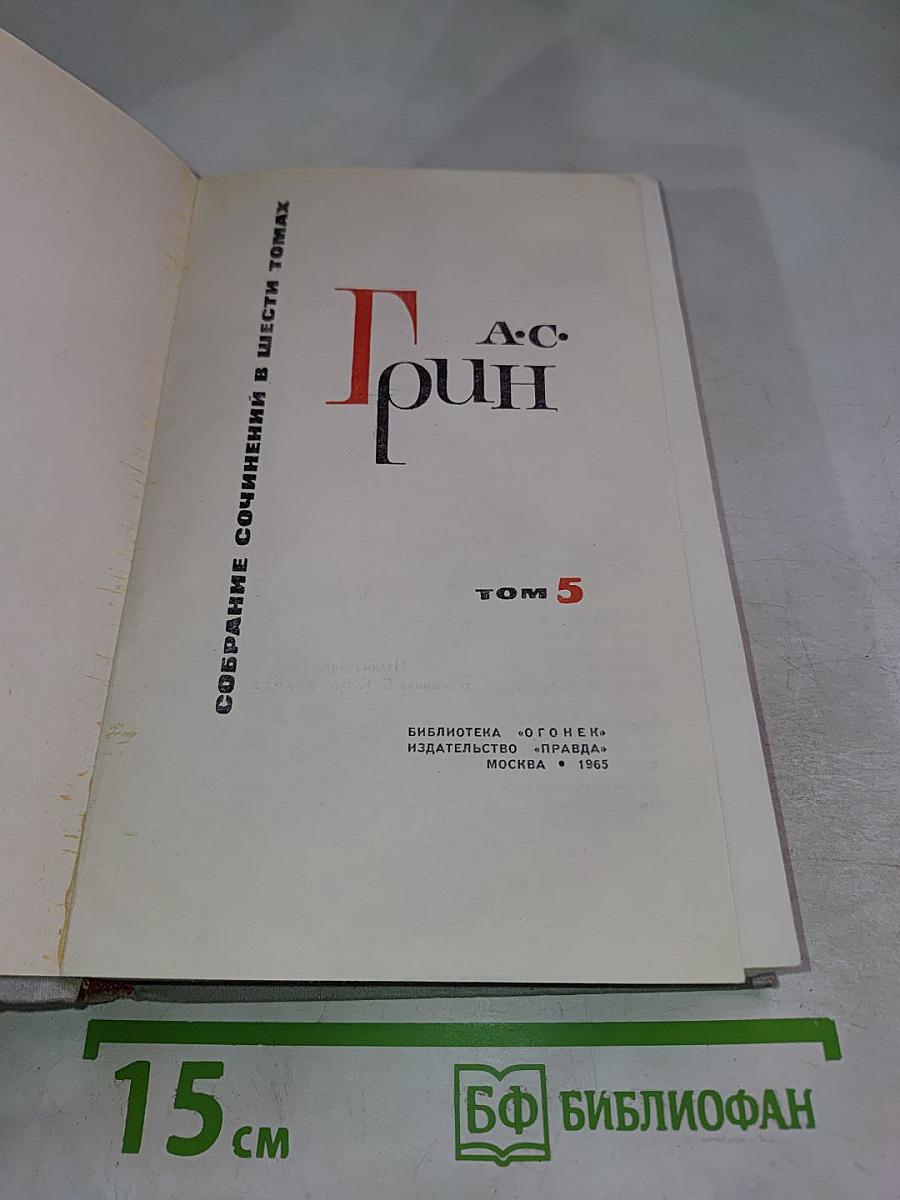 СОБРАНИЕ СОЧИНЕНИЙ В ШЕСТИ ТОМАХ
А·С·
Грин
ТОМ 5
БИБЛИОТЕКА «ОГОНЕК»
ИЗДАТЕЛЬСТВО «ПРАВДА»
МОСКВА • 1965
15 см
БФ БИБЛИОФАН